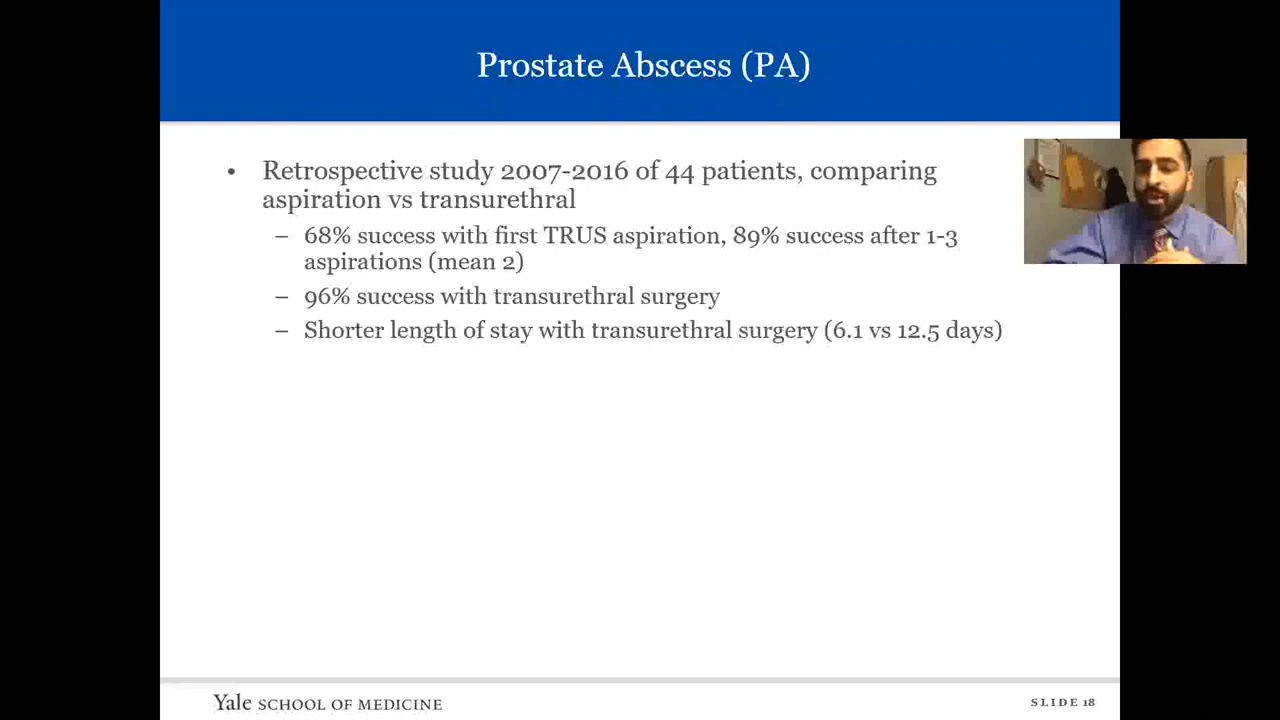 Prostate Abscess (PA)
• Retrospective study 2007-2016 of 44 patients, comparing
aspiration vs transurethral
– 68% success with first TRUS aspiration, 89% success after 1-3
aspirations (mean 2)
– 96% success with transurethral surgery
– Shorter length of stay with transurethral surgery (6.1 vs 12.5 days)
Yale SCHOOL OF MEDICINE
SLIDE 18